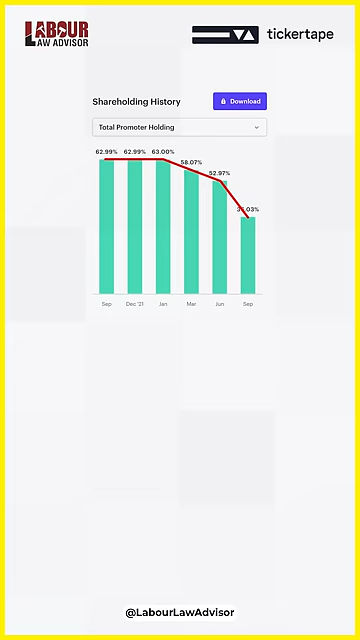 LABOUR
LAW ADVISOR
tickertape
Shareholding History
Download
Total Promoter Holding
62.99% 62.99% 63.00%
58.07%
52.97%
Sep Dec '21 Jan Mar Jun Sep
@LabourLawAdvisor